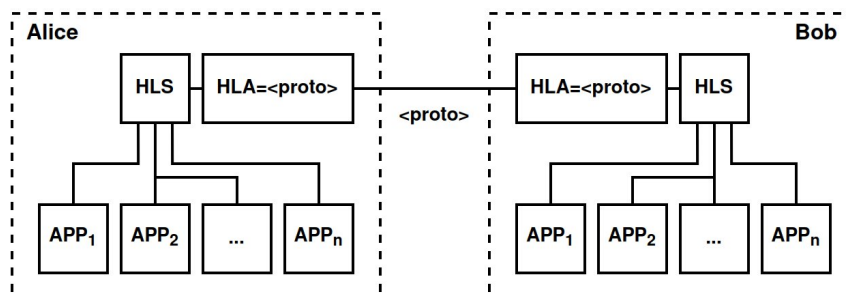 Alice Bob
HLS HLA=<proto> HLA=<proto> HLS
<proto>
APP1 APP2 ... APPn APP1 APP2 ... APPn